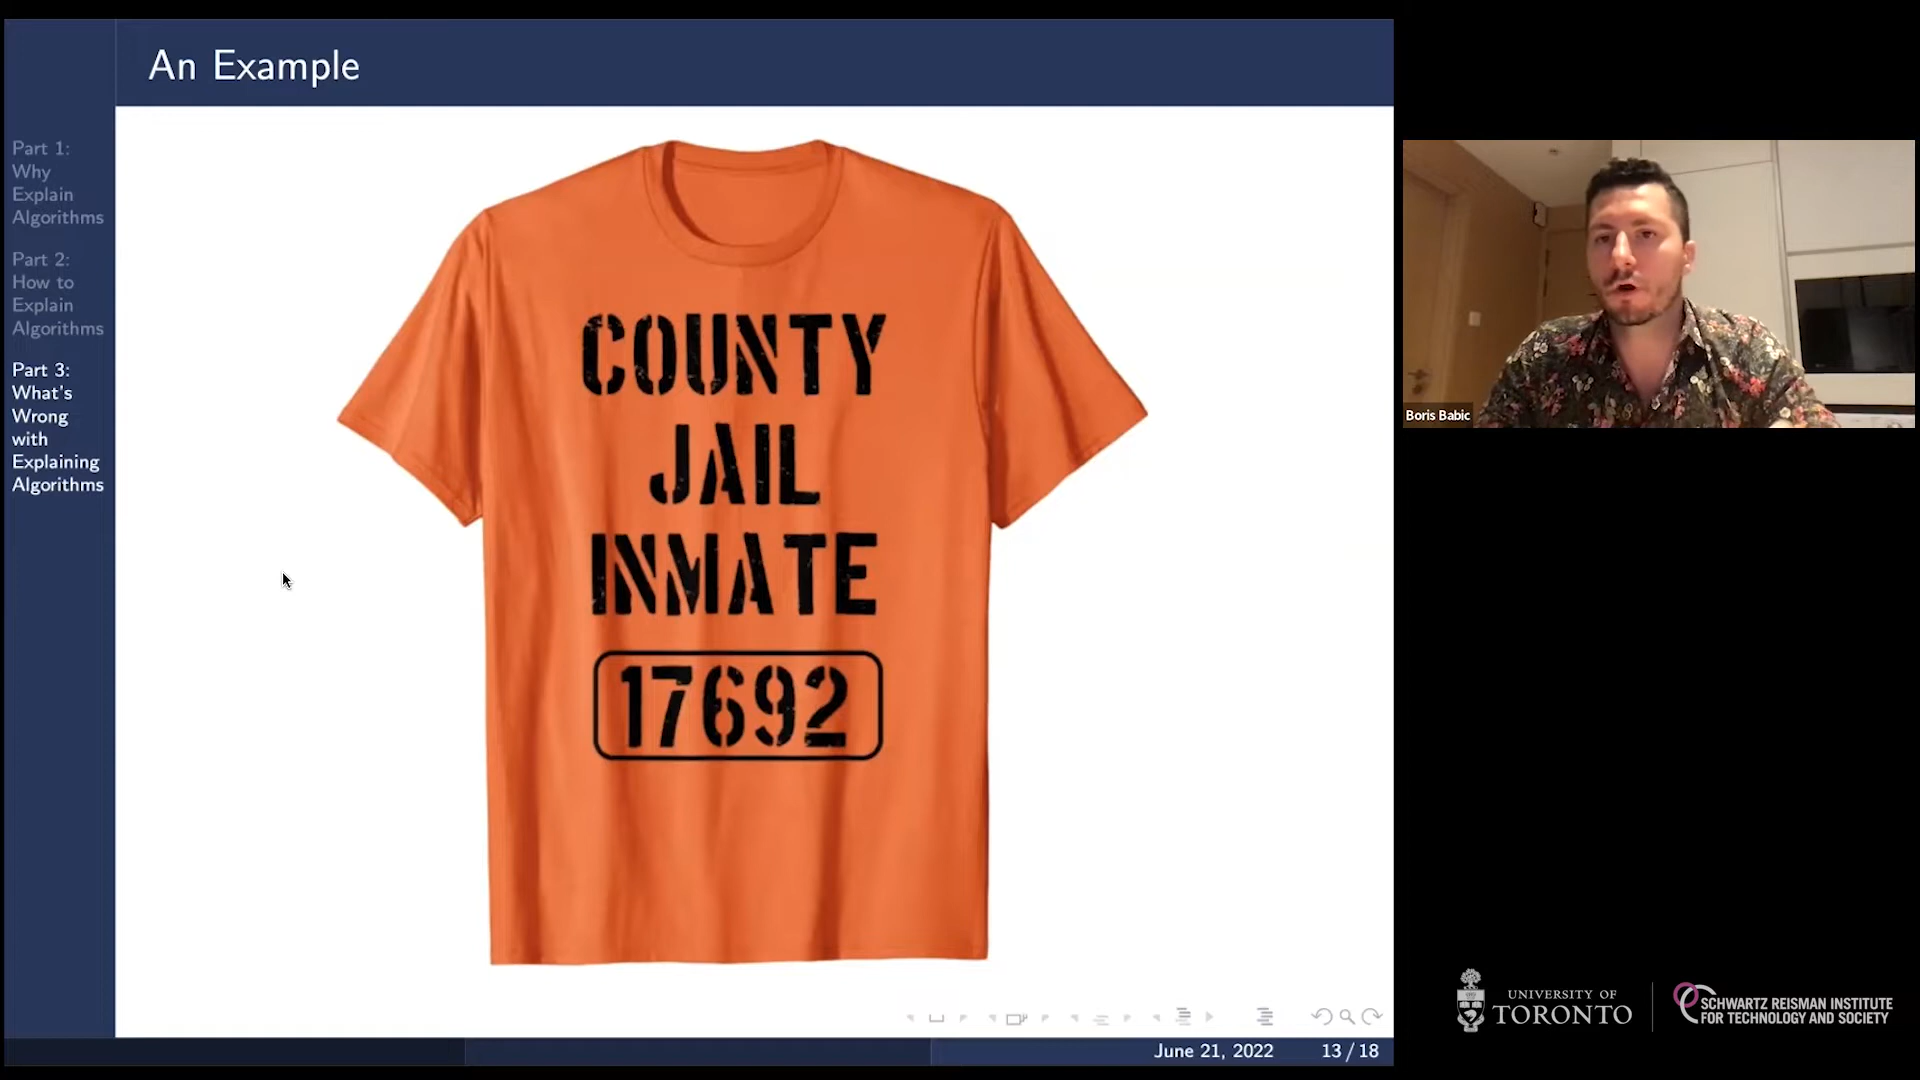 An Example
Part 1:
Why
Explain
Algorithms
Part 2:
How to
Explain
Algorithms
Part 3:
What's
Wrong
with
Explaining
Algorithms
COUNTY
JAIL
INMATE
17692
June 21, 2022
13 / 18
Boris Babic
UNIVERSITY OF
TORONTO
SCHWARTZ REISMAN INSTITUTE
FOR TECHNOLOGY AND SOCIETY